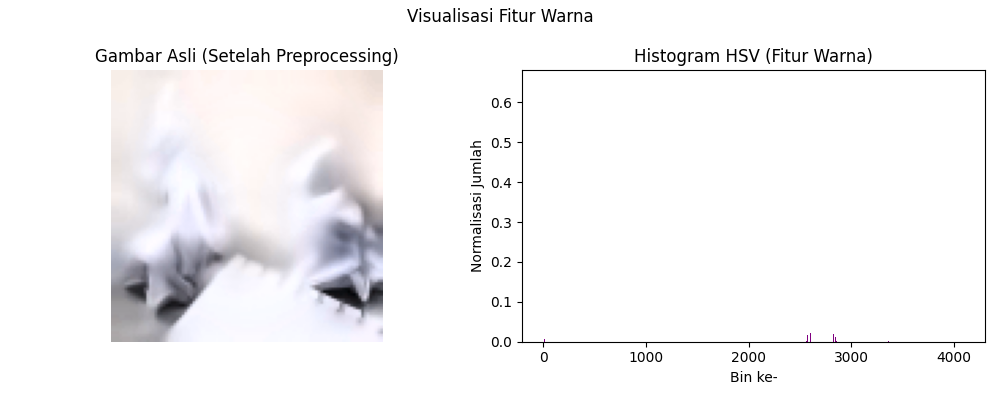 Visualisasi Fitur Warna
Gambar Asli (Setelah Preprocessing)
Histogram HSV (Fitur Warna)
Normalisasi Jumlah
0.6
0.5
0.4
0.3
0.2
0.1
0.0
0 1000 2000 3000 4000
Bin ke-